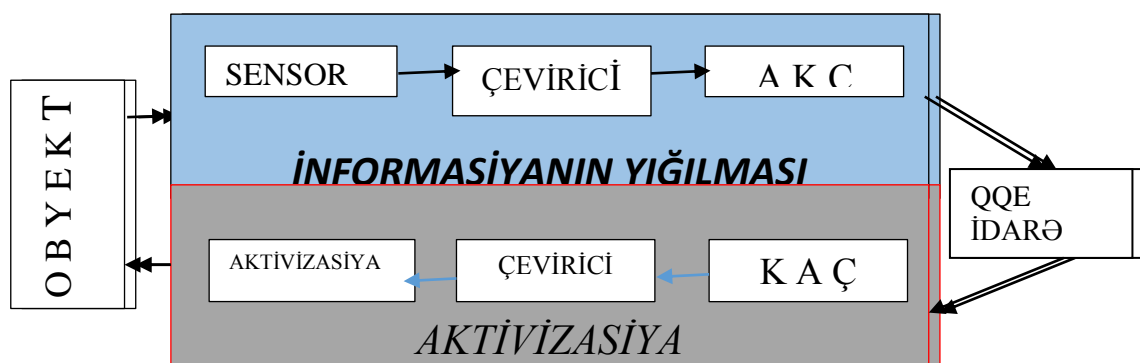 OBYEKT
SENSOR
ÇEVİRİCİ
A K Ç
İNFORMASİYANIN YIĞILMASI
QQE
İDARƏ
AKTİVİZASİYA
ÇEVİRİCİ
K A Ç
AKTİVİZASİYA